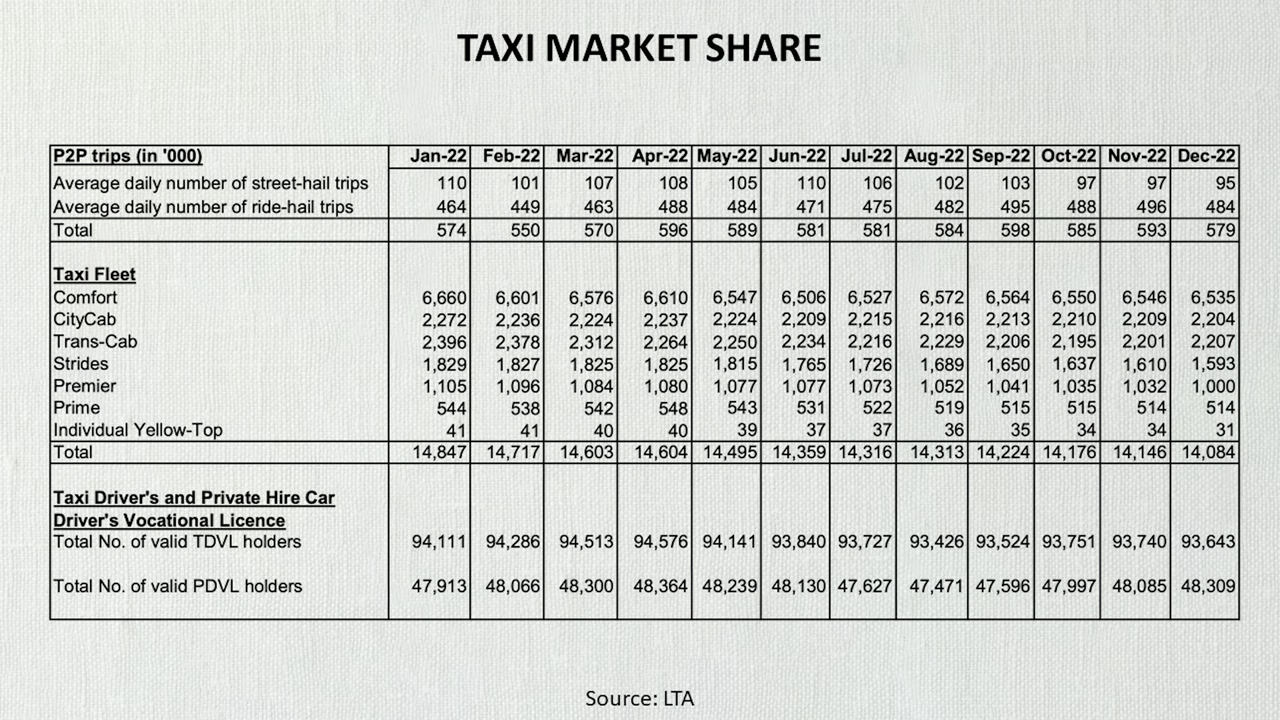 TAXI MARKET SHARE
P2P trips (in '000) Jan-22 Feb-22 Mar-22 Apr-22 May-22 Jun-22 Jul-22 Aug-22 Sep-22 Oct-22 Nov-22 Dec-22
Average daily number of street-hail trips 110 101 107 108 105 110 106 102 103 97 97 95
Average daily number of ride-hail trips 464 449 463 488 484 471 475 482 495 488 496 484
Total 574 550 570 596 589 581 581 584 598 585 593 579
Taxi Fleet
Comfort 6,660 6,601 6,576 6,610 6,547 6,506 6,527 6,572 6,564 6,550 6,546 6,535
CityCab 2,272 2,236 2,224 2,237 2,224 2,209 2,215 2,216 2,213 2,210 2,209 2,204
Trans-Cab 2,396 2,378 2,312 2,264 2,250 2,234 2,216 2,229 2,206 2,195 2,201 2,207
Strides 1,829 1,827 1,825 1,825 1,815 1,765 1,726 1,689 1,650 1,637 1,610 1,593
Premier 1,105 1,096 1,084 1,080 1,077 1,077 1,073 1,052 1,041 1,035 1,032 1,000
Prime 544 538 542 548 543 531 522 519 515 515 514 514
Individual Yellow-Top 41 41 40 40 39 37 37 36 35 34 34 31
Total 14,847 14,717 14,603 14,604 14,495 14,359 14,316 14,313 14,224 14,176 14,146 14,084
Taxi Driver's and Private Hire Car
Driver's Vocational Licence
Total No. of valid TDVL holders 94,111 94,286 94,513 94,576 94,141 93,840 93,727 93,426 93,524 93,751 93,740 93,643
Total No. of valid PDVL holders 47,913 48,066 48,300 48,364 48,239 48,130 47,627 47,471 47,596 47,997 48,085 48,309
Source: LTA